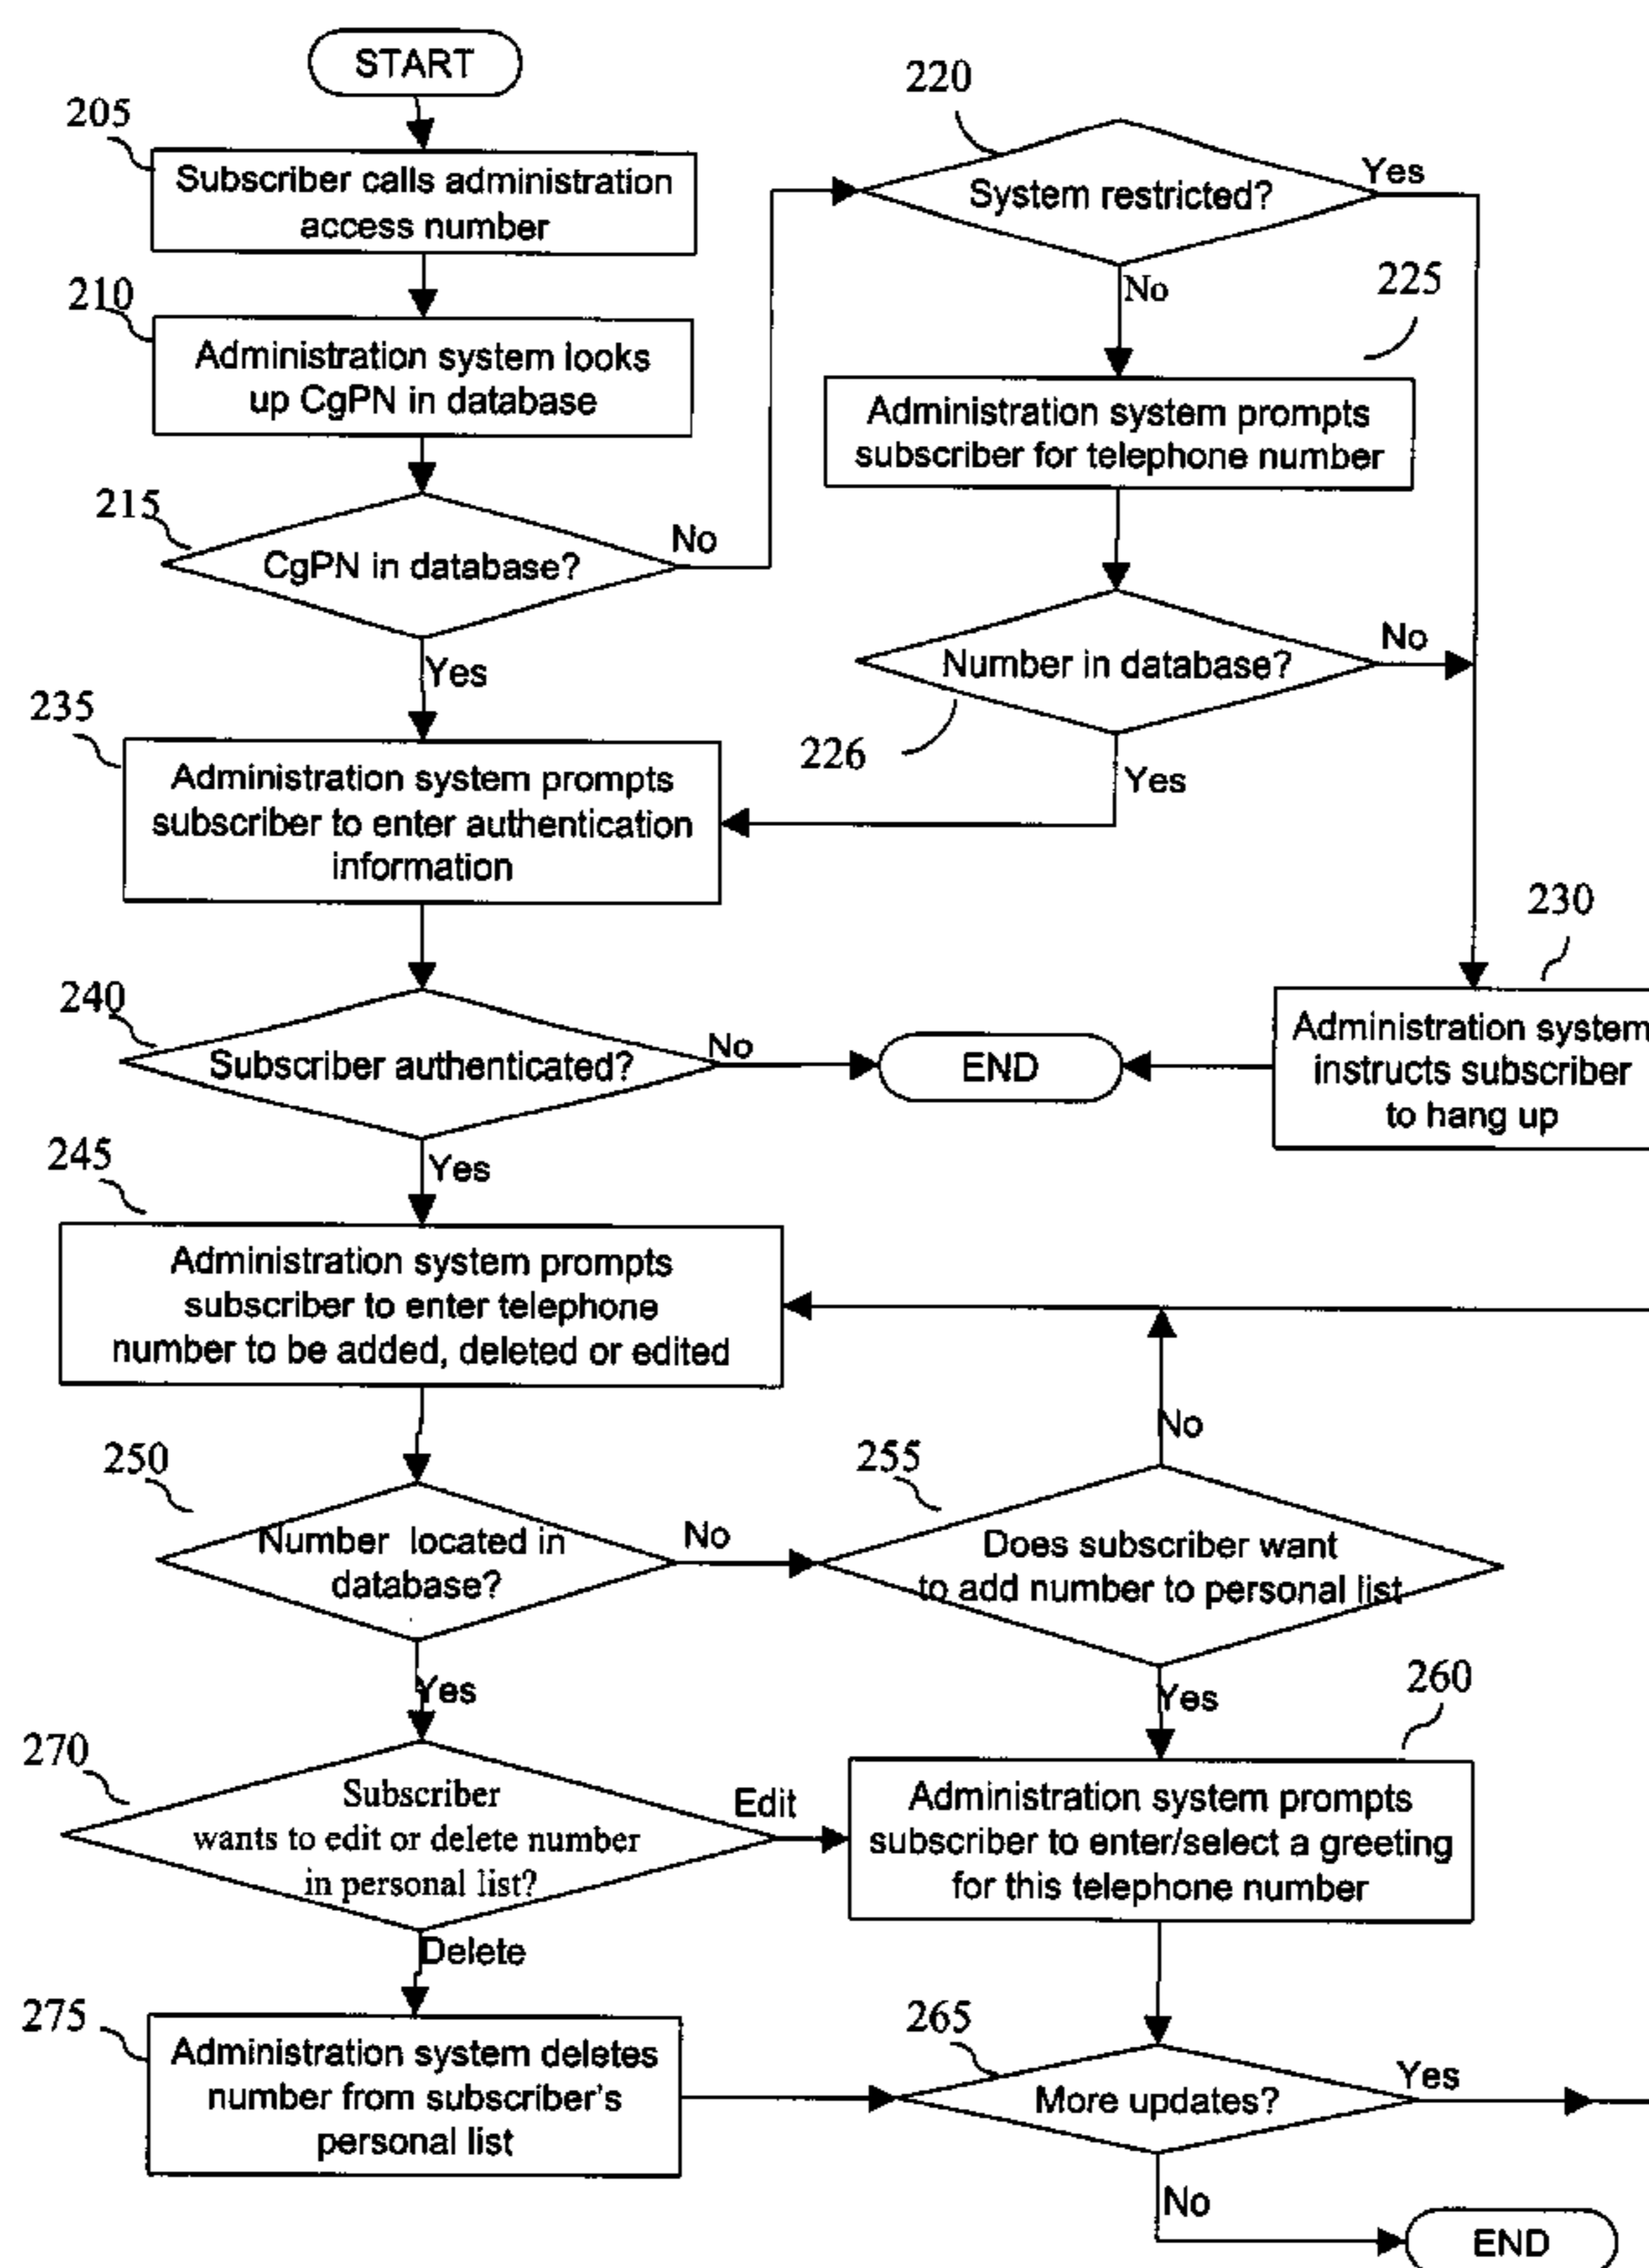 START
205
Subscriber calls administration
access number
210
Administration system looks
up CgPN in database
215
CgPN in database?
No
Yes
220
System restricted?
Yes
No
225
Administration system prompts
subscriber for telephone number
Number in database?
No
226
Yes
235
Administration system prompts
subscriber to enter authentication
information
230
Administration system
instructs subscriber
to hang up
240
Subscriber authenticated?
No
END
Yes
245
Administration system prompts
subscriber to enter telephone
number to be added, deleted or edited
250
Number located in
database?
No
Yes
255
Does subscriber want
to add number to personal list
No
Yes
260
Administration system prompts
subscriber to enter/select a greeting
for this telephone number
270
Subscriber
wants to edit or delete number
in personal list?
Edit
Delete
275
Administration system deletes
number from subscriber's
personal list
265
More updates?
Yes
No
END